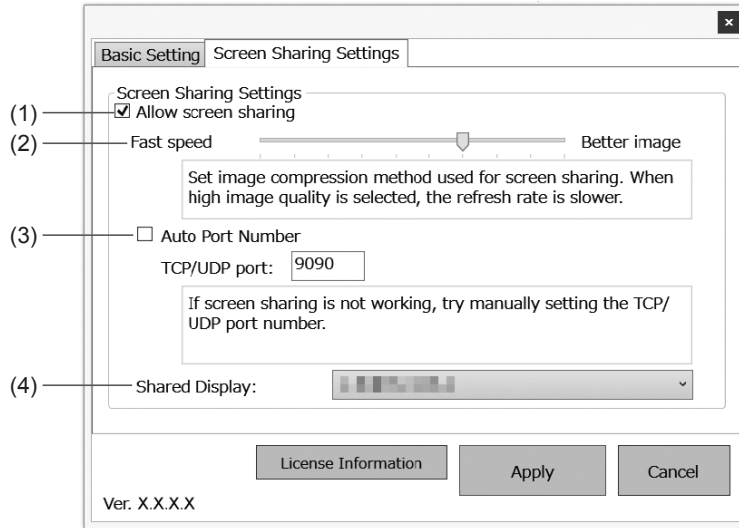 ×
Basic Setting Screen Sharing Settings
Screen Sharing Settings
(1) Allow screen sharing
(2) Fast speed Better image
Set image compression method used for screen sharing. When
high image quality is selected, the refresh rate is slower.
(3) Auto Port Number
TCP/UDP port: 9090
If screen sharing is not working, try manually setting the TCP/
UDP port number.
(4) Shared Display:
License Information Apply Cancel
Ver. X.X.X.X